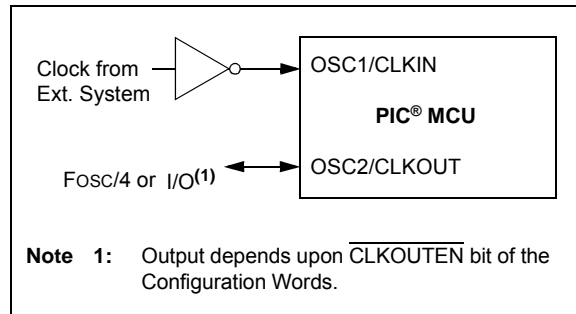 Clock from
Ext. System
OSC1/CLKIN
PIC® MCU
FOSC/4 or I/O(1)
OSC2/CLKOUT
Note 1: Output depends upon CLKOUTEN bit of the
Configuration Words.